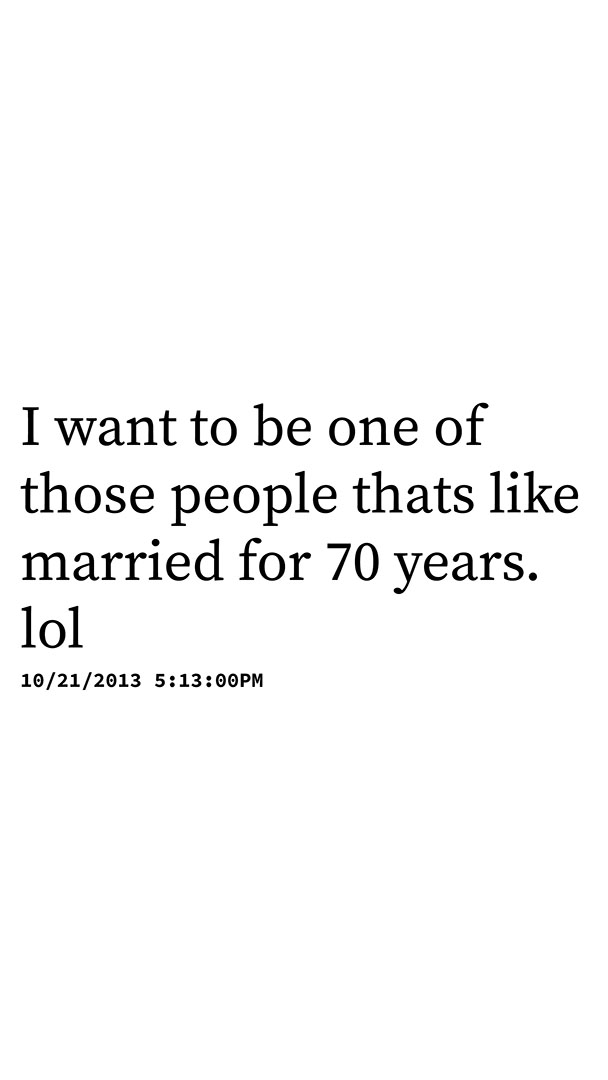 I want to be one of
those people thats like
married for 70 years.
lol
10/21/2013 5:13:00PM